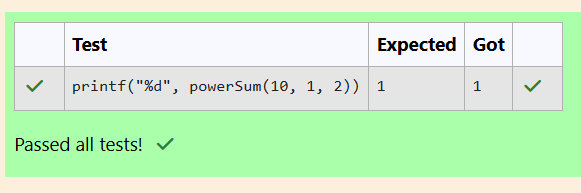 Test Expected Got
printf("%d", powerSum(10, 1, 2)) 1 1
Passed all tests!